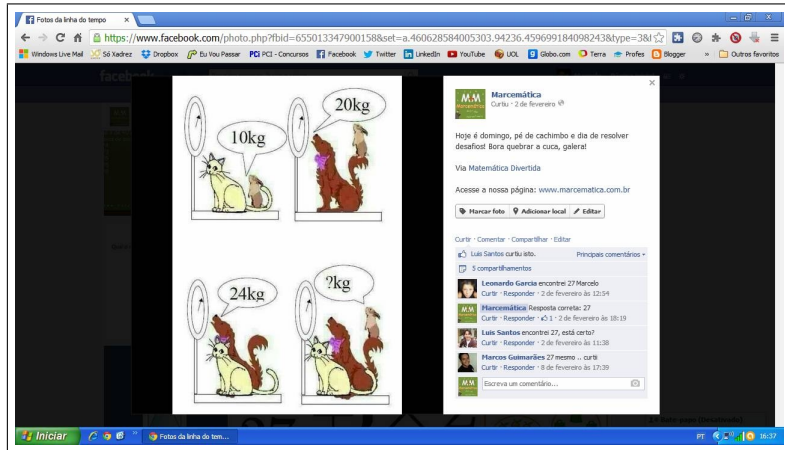 Fotos da linha do tempo
https://www.facebook.com/photo.php?fbid=655013347900158&set=a.460628584005303.94236.459699184098243&type=3&t
Windows Live Mail
Só Xadrez
Dropbox
Eu Vou Passar
PCi PCI - Concursos
Facebook
Twitter
LinkedIn
YouTube
UOL
Globo.com
Terra
Profes
Blogger
»
Outros favoritos
facebook
10kg
20kg
24kg
?kg
M.M
Marcemática
Marcemática
Curtiu · 2 de fevereiro
Hoje é domingo, pé de cachimbo e dia de resolver
desafios! Bora quebrar a cuca, galera!
Via Matemática Divertida
Acesse a nossa página: www.marcematica.com.br
Marcar foto
Adicionar local
Editar
Curtir · Comentar · Compartilhar · Editar
Luis Santos curtiu isto.
Principais comentários
5 compartilhamentos
Leonardo Garcia encontrei 27 Marcelo
Curtir · Responder · 2 de fevereiro às 12:54
Marcemática Resposta correta: 27
Curtir · Responder · 1 · 2 de fevereiro às 18:19
Luis Santos encontrei 27, está certo?
Curtir · Responder · 2 de fevereiro às 11:38
Marcos Guimarães 27 mesmo .. curti
Curtir · Responder · 8 de fevereiro às 17:39
Escreva um comentário...
Iniciar
»
Fotos da linha do tem...
PT
16:37